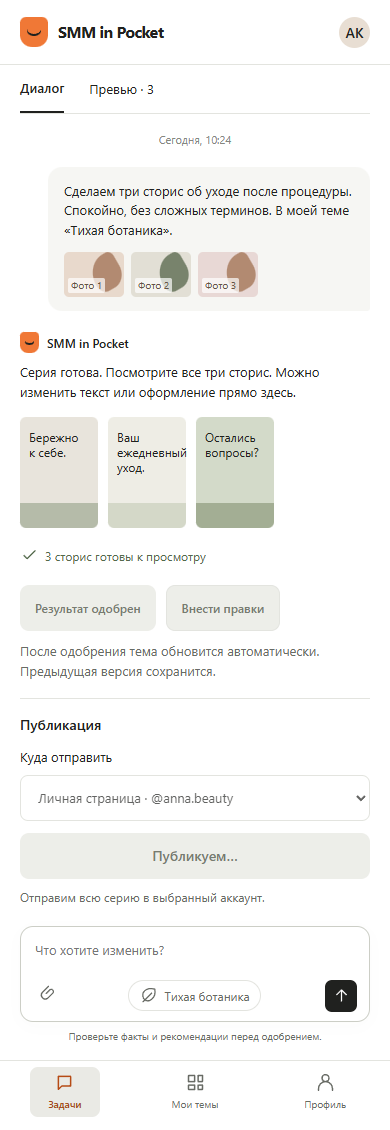 SMM in Pocket
АК
Диалог
Превью · 3
Сегодня, 10:24
Сделаем три сторис об уходе после процедуры.
Спокойно, без сложных терминов. В моей теме
«Тихая ботаника».
Фото 1
Фото 2
Фото 3
SMM in Pocket
Серия готова. Посмотрите все три сторис. Можно
изменить текст или оформление прямо здесь.
Бережно
к себе.
Ваш
ежедневный
уход.
Остались
вопросы?
3 сторис готовы к просмотру
Результат одобрен
Внести правки
После одобрения тема обновится автоматически.
Предыдущая версия сохранится.
Публикация
Куда отправить
Личная страница · @anna.beauty
Публикуем...
Отправим всю серию в выбранный аккаунт.
Что хотите изменить?
Тихая ботаника
Проверьте факты и рекомендации перед одобрением.
Задачи
Мои темы
Профиль